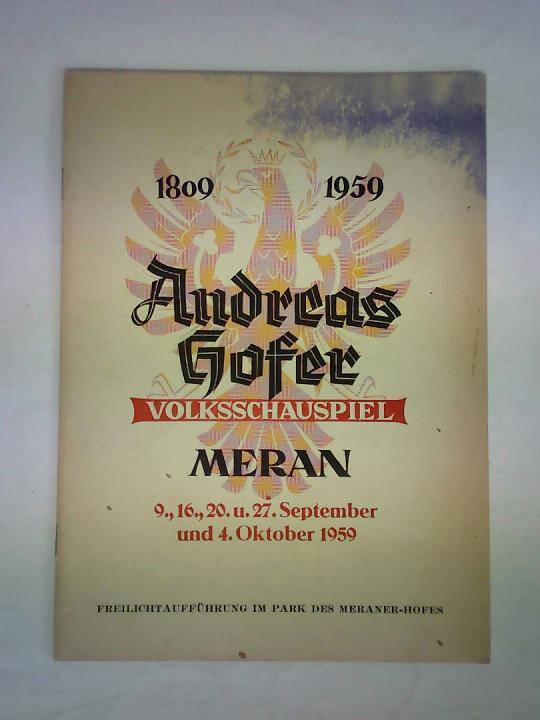 1809 1959
Andreas
Hofer
VOLKSSCHAUSPIEL
MERAN
9., 16., 20. u. 27. September
und 4. Oktober 1959
FREILICHTAUFFÜHRUNG IM PARK DES MERANER-HOFES